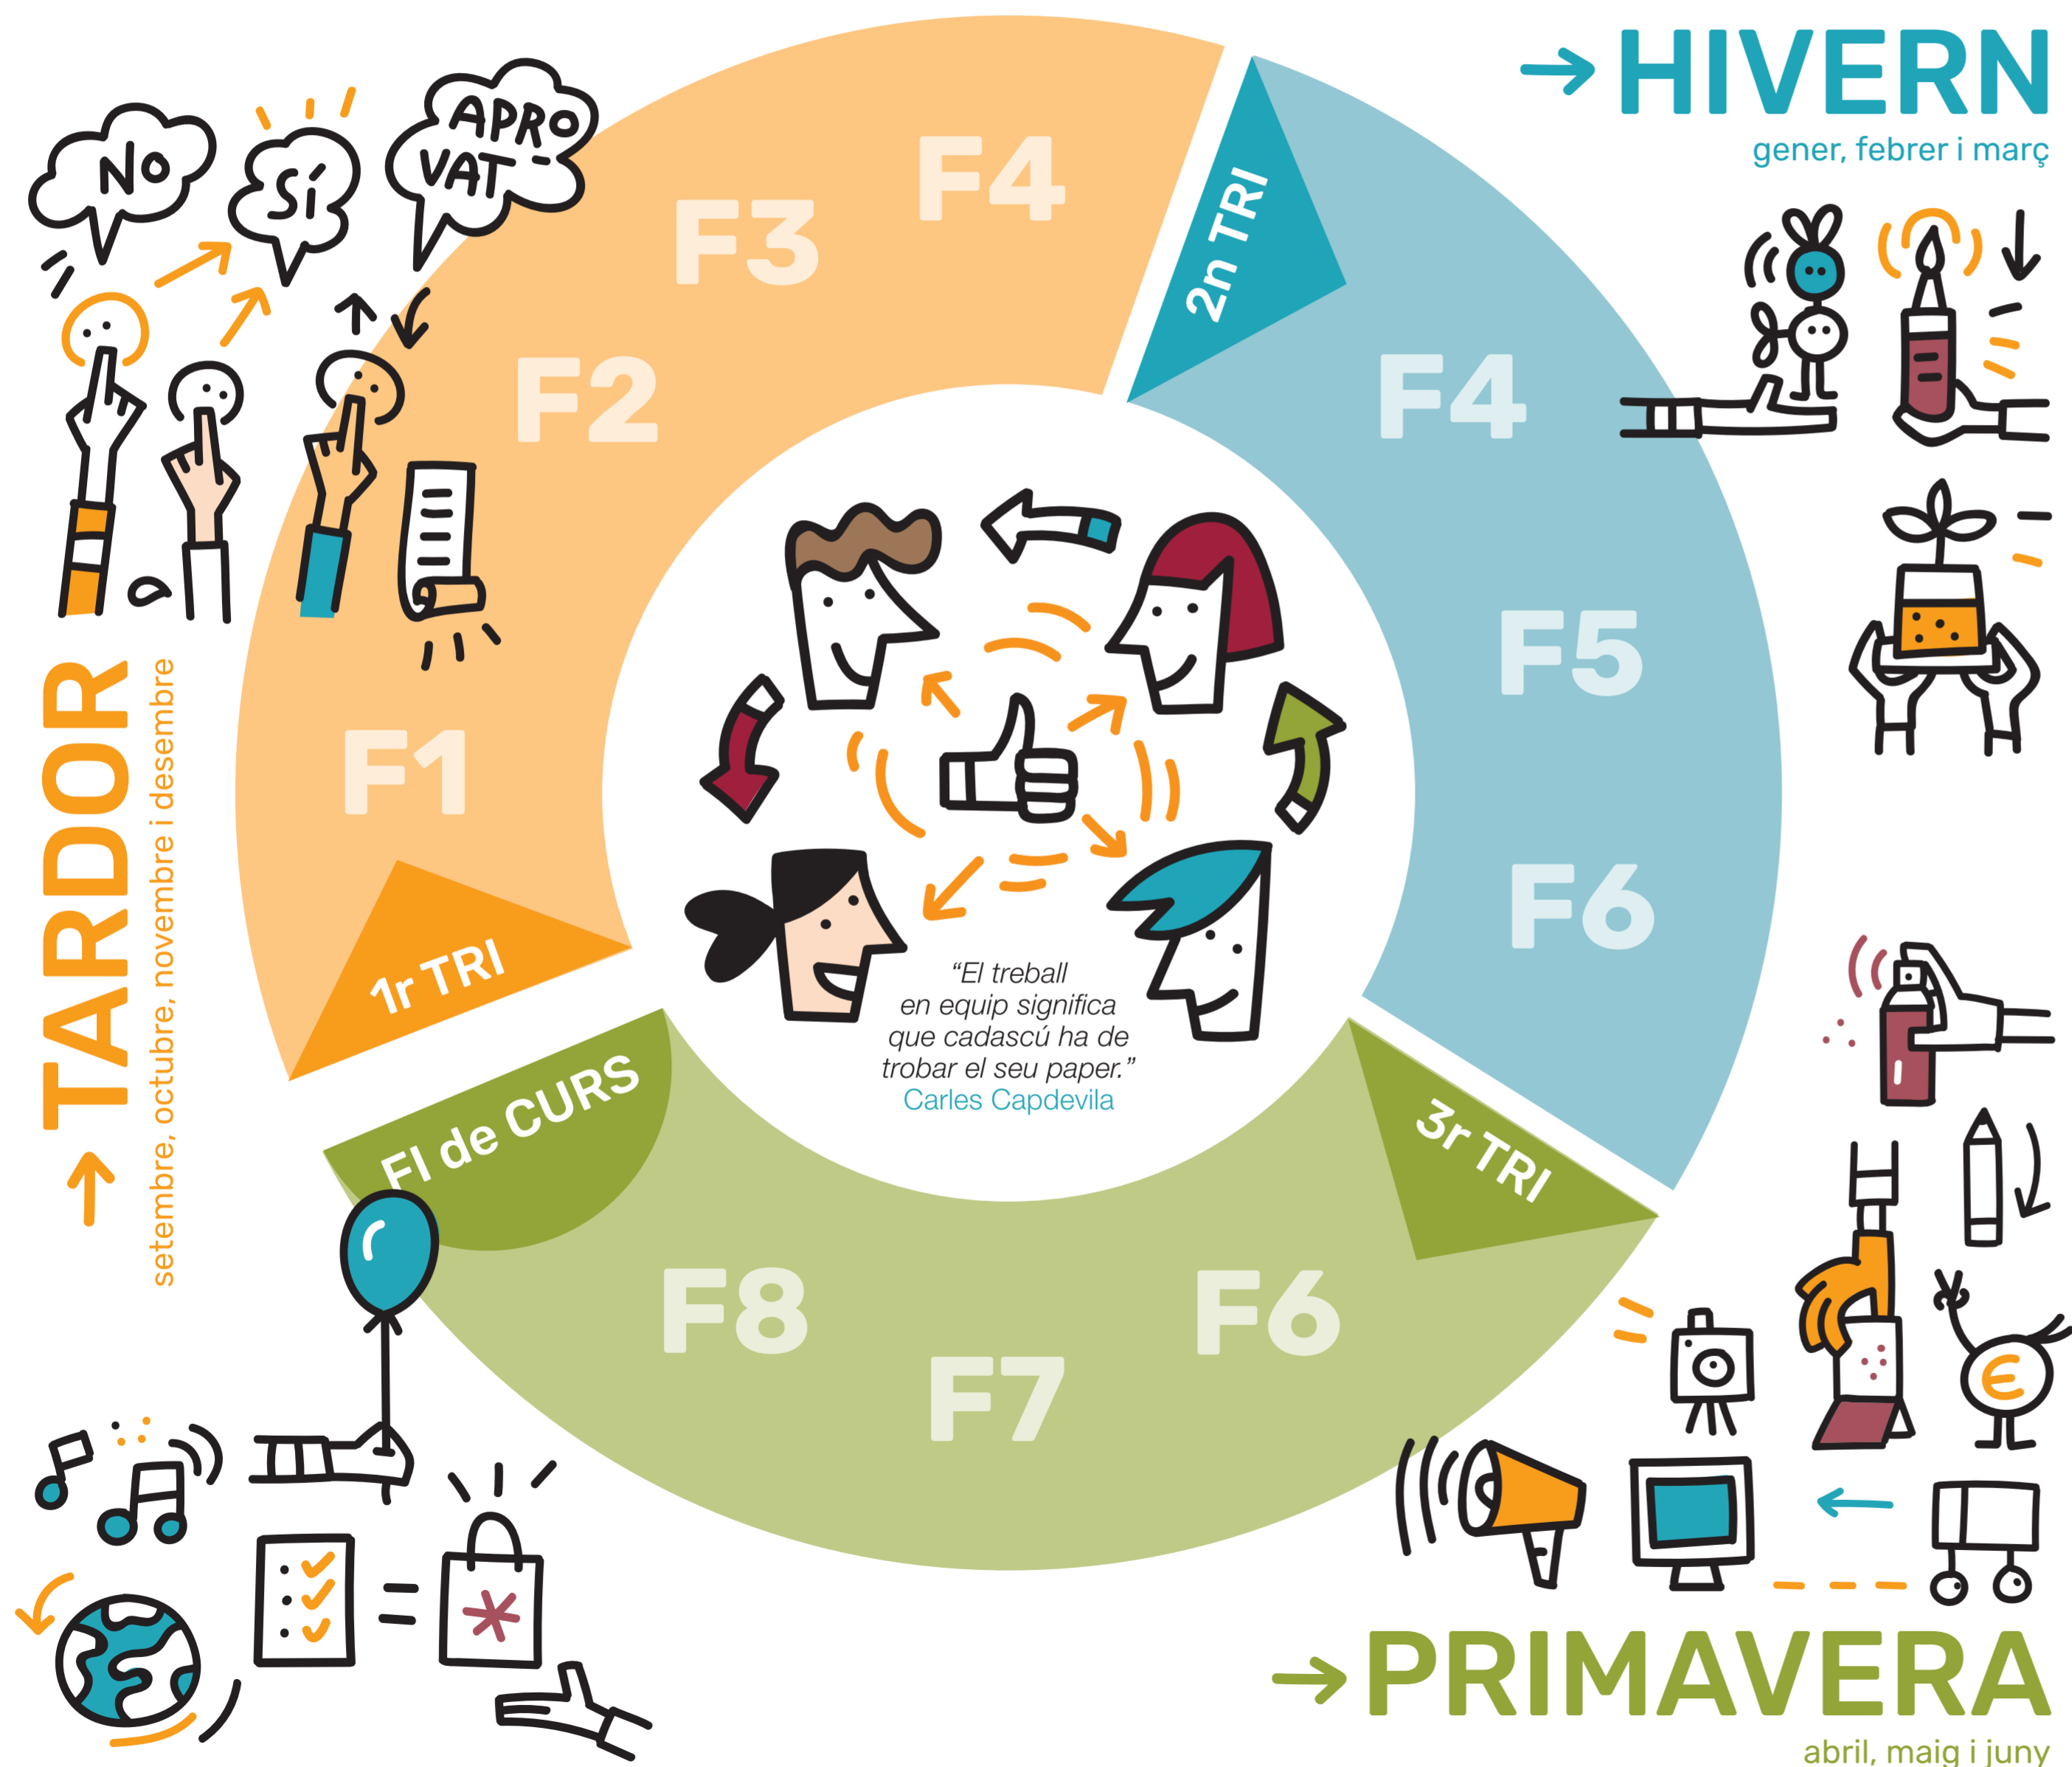 NO
SÍ
APRO
VAT
TARDOR
setembre, octubre, novembre i desembre
1r TRI
F1
F2
F3
F4
HIVERN
gener, febrer i març
2n TRI
F4
F5
F6
PRIMAVERA
abril, maig i juny
3r TRI
F6
F7
F8
FI de CURS
“El treball
en equip significa
que cadascú ha de
trobar el seu paper.”
Carles Capdevila
€